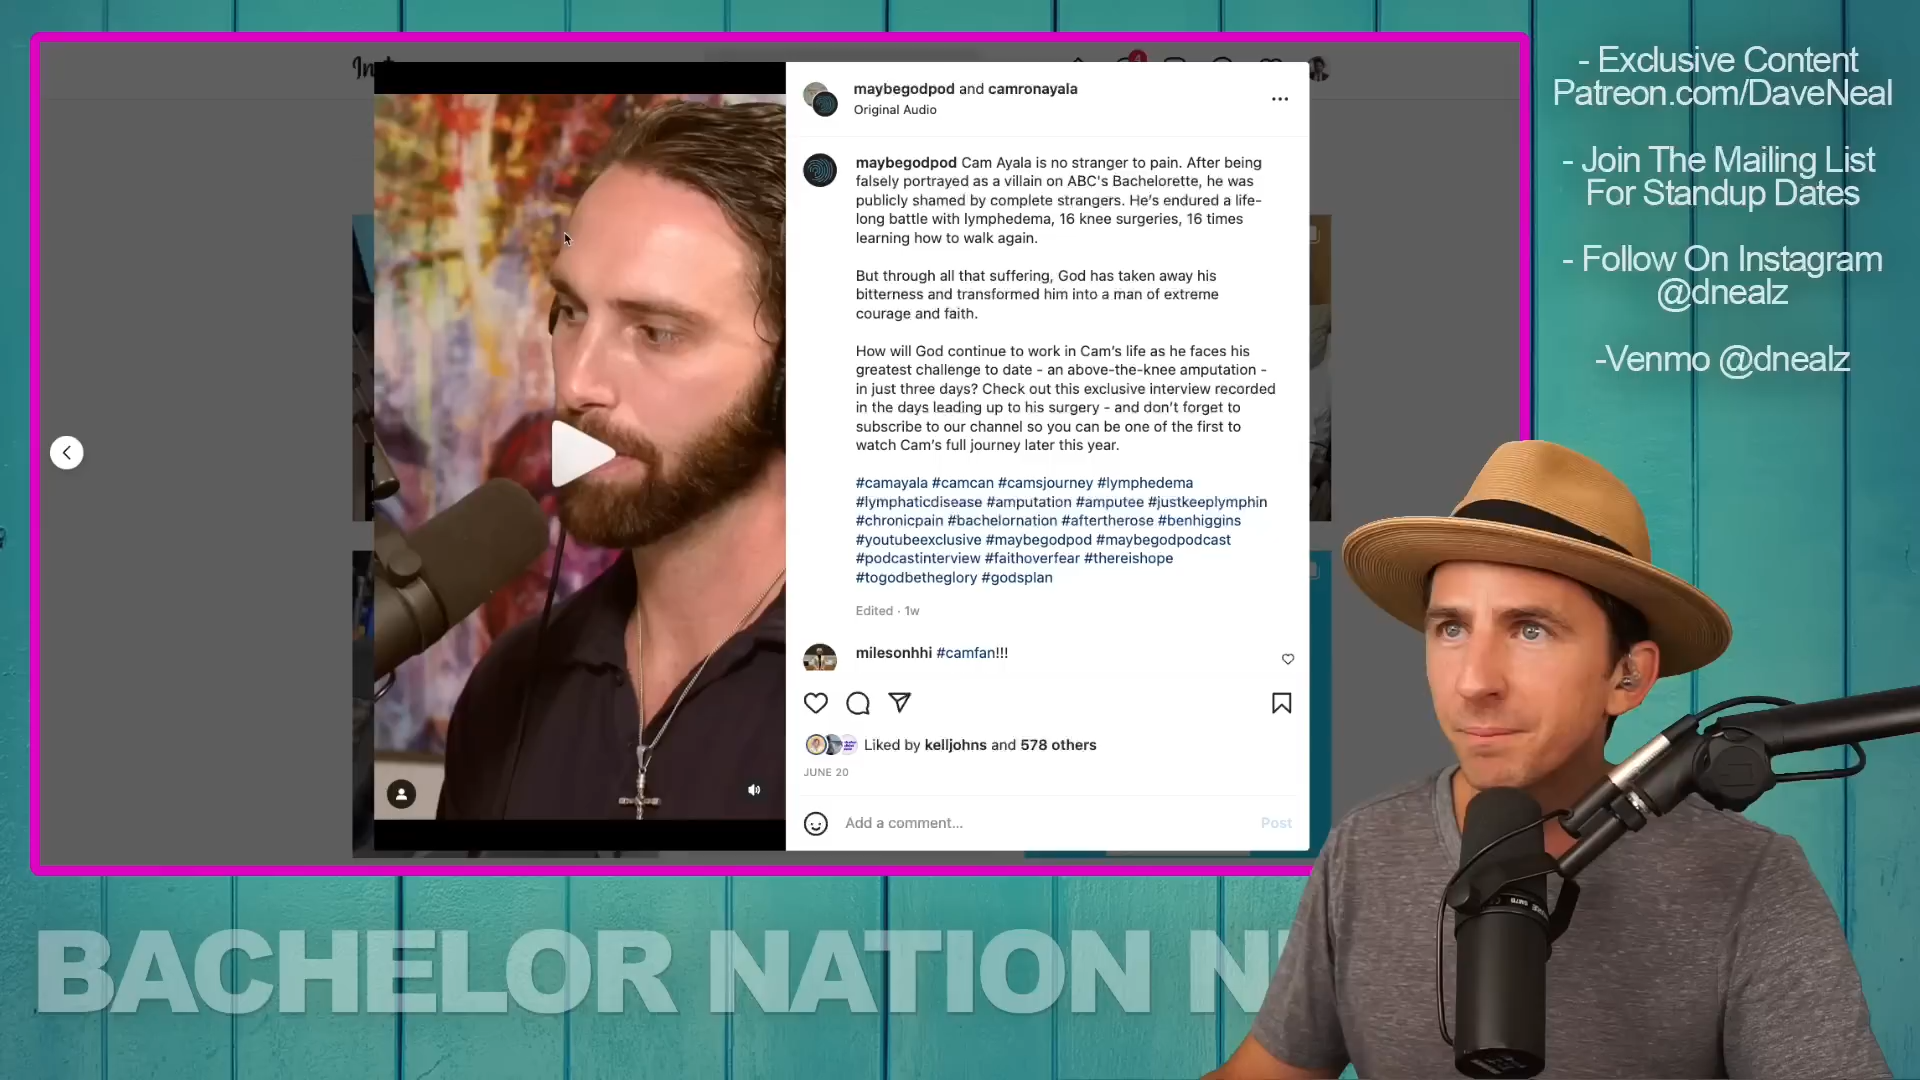 maybegodpod and camronayala
Original Audio
maybegodpod Cam Ayala is no stranger to pain. After being
falsely portrayed as a villain on ABC's Bachelorette, he was
publicly shamed by complete strangers. He's endured a life-
long battle with lymphedema, 16 knee surgeries, 16 times
learning how to walk again.
But through all that suffering, God has taken away his
bitterness and transformed him into a man of extreme
courage and faith.
How will God continue to work in Cam's life as he faces his
greatest challenge to date - an above-the-knee amputation -
in just three days? Check out this exclusive interview recorded
in the days leading up to his surgery - and don't forget to
subscribe to our channel so you can be one of the first to
watch Cam's full journey later this year.
#camayala #camcan #camsjourney #lymphedema
#lymphaticdisease #amputation #amputee #justkeeplymphin
#chronicpain #bachelornation #aftertherose #benhiggins
#youtubeexclusive #maybegodpod #maybegodpodcast
#podcastinterview #faithoverfear #thereishope
#togodbetheglory #godsplan
Edited · 1w
milesonhhi #camfan!!!
Liked by kelljohns and 578 others
JUNE 20
Add a comment...
Post
- Exclusive Content
Patreon.com/DaveNeal
- Join The Mailing List
For Standup Dates
- Follow On Instagram
@dnealz
-Venmo @dnealz
BACHELOR NATION N